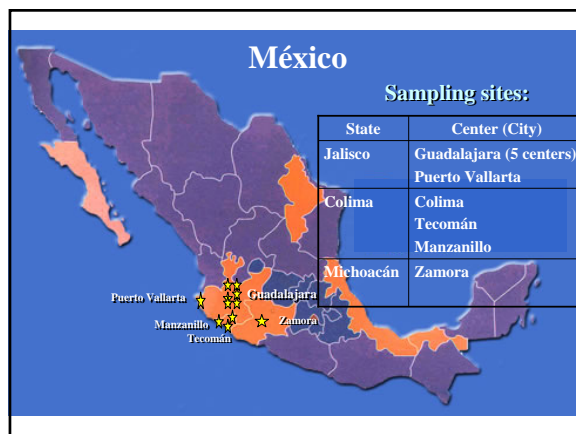 México
Sampling sites:
State Center (City)
Jalisco Guadalajara (5 centers)
Puerto Vallarta
Colima Colima
Tecomán
Manzanillo
Michoacán Zamora
Puerto Vallarta
Guadalajara
Manzanillo
Zamora
Tecomán